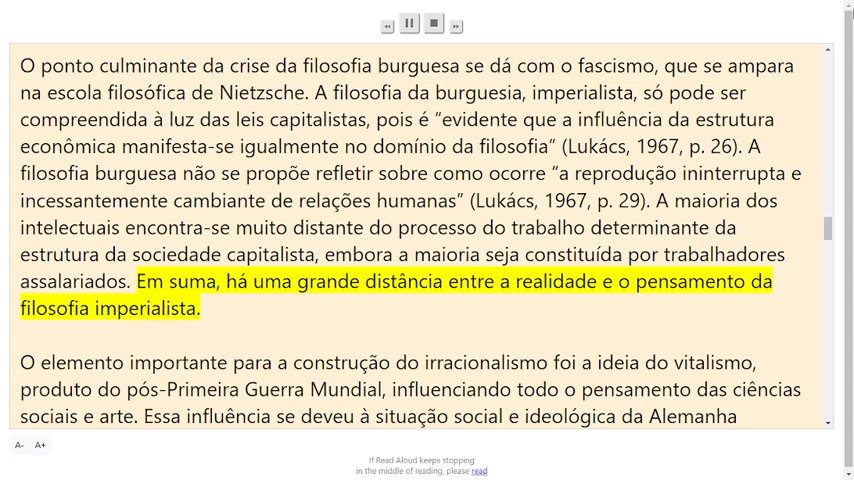 O ponto culminante da crise da filosofia burguesa se dá com o fascismo, que se ampara
na escola filosófica de Nietzsche. A filosofia da burguesia, imperialista, só pode ser
compreendida à luz das leis capitalistas, pois é “evidente que a influência da estrutura
econômica manifesta-se igualmente no domínio da filosofia” (Lukács, 1967, p. 26). A
filosofia burguesa não se propõe refletir sobre como ocorre “a reprodução ininterrupta e
incessantemente cambiante de relações humanas” (Lukács, 1967, p. 29). A maioria dos
intelectuais encontra-se muito distante do processo do trabalho determinante da
estrutura da sociedade capitalista, embora a maioria seja constituída por trabalhadores
assalariados. Em suma, há uma grande distância entre a realidade e o pensamento da
filosofia imperialista.
O elemento importante para a construção do irracionalismo foi a ideia do vitalismo,
produto do pós-Primeira Guerra Mundial, influenciando todo o pensamento das ciências
sociais e arte. Essa influência se deveu à situação social e ideológica da Alemanha
A- A+
If Read Aloud keeps stopping
in the middle of reading, please read